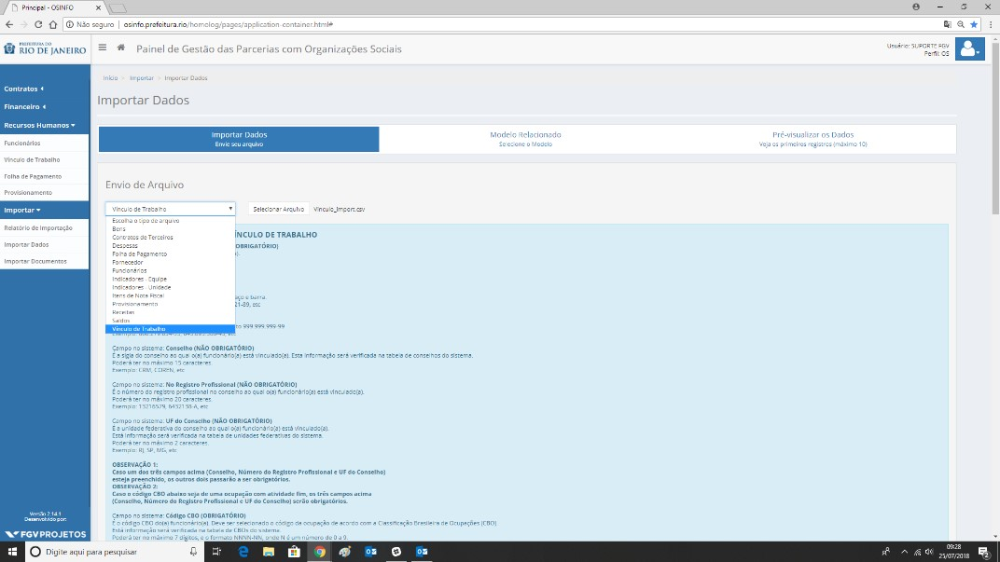 Principal - OSINFO
Não seguro | osinfo.prefeitura.rio/homolog/pages/application-container.html#
PREFEITURA DO
RIO DE JANEIRO
Painel de Gestão das Parcerias com Organizações Sociais
Usuário: SUPORTE FGV
Perfil: OS
Contratos
Financeiro
Recursos Humanos
Funcionários
Vínculo de Trabalho
Folha de Pagamento
Provisionamento
Importar
Relatório de Importação
Importar Dados
Importar Documentos
Versão 2.14.1
Desenvolvido por:
FGV PROJETOS
Início > Importar > Importar Dados
Importar Dados
Importar Dados
Envie seu arquivo
Modelo Relacionado
Selecione o Modelo
Pré-visualizar os Dados
Veja os primeiros registros (máximo 10)
Envio de Arquivo
Vínculo de Trabalho
Selecionar Arquivo
Vinculo_Import.csv
Escolha o tipo de arquivo
Bens
Contratos de Terceiros
Despesas
Folha de Pagamento
Fornecedor
Funcionários
Indicadores - Equipe
Indicadores - Unidade
Itens de Nota Fiscal
Provisionamento
Receitas
Saldos
Vínculo de Trabalho
ÍNCULO DE TRABALHO
OBRIGATÓRIO)
aço e barra.
21-89, etc
to 999.999.999-99
Campo no sistema: Conselho (NÃO OBRIGATÓRIO)
É a sigla do conselho ao qual o(a) funcionário(a) está vinculado(a). Esta informação será verificada na tabela de conselhos do sistema.
Poderá ter no máximo 15 caracteres.
Exemplo: CRM, COREN, etc
Campo no sistema: No Registro Profissional (NÃO OBRIGATÓRIO)
É o número do registro profissional no conselho ao qual o(a) funcionário(a) está vinculado(a).
Poderá ter no máximo 20 caracteres.
Exemplo: 13216579, 6432138-A, etc
Campo no sistema: UF do Conselho (NÃO OBRIGATÓRIO)
É a unidade federativa do conselho ao qual o(a) funcionário(a) está vinculado(a).
Esta informação será verificada na tabela de unidades federativas do sistema.
Poderá ter no máximo 2 caracteres.
Exemplo: RJ, SP, MG, etc
OBSERVAÇÃO 1:
Caso um dos três campos acima (Conselho, Número do Registro Profissional e UF do Conselho)
esteja preenchido, os outros dois passarão a ser obrigatórios.
OBSERVAÇÃO 2:
Caso o código CBO abaixo seja de uma ocupação com atividade fim, os três campos acima
(Conselho, Número do Registro Profissional e UF do Conselho) serão obrigatórios.
Campo no sistema: Código CBO (OBRIGATÓRIO)
É o código CBO do(a) funcionário(a). Deve ser selecionado o código da ocupação de acordo com a Classificação Brasileira de Ocupações (CBO).
Esta informação será verificada na tabela de CBOs do sistema.
Poderá ter no máximo 7 dígitos, e o formato NNNN-NN, onde N é um número de 0 a 9.
Digite aqui para pesquisar
09:28
25/07/2018